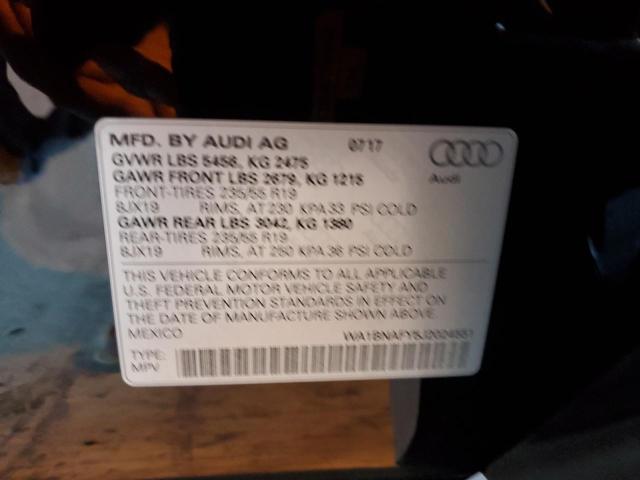 MFD. BY AUDI AG 0717
GVWR LBS 5456, KG 2475
GAWR FRONT LBS 2679, KG 1215
FRONT-TIRES 235/55 R19
8JX19 RIMS, AT 230 KPA 33 PSI COLD
GAWR REAR LBS 3042, KG 1380
REAR-TIRES 235/55 R19
8JX19 RIMS, AT 250 KPA 36 PSI COLD
Audi
THIS VEHICLE CONFORMS TO ALL APPLICABLE
U.S. FEDERAL MOTOR VEHICLE SAFETY AND
THEFT PREVENTION STANDARDS IN EFFECT ON
THE DATE OF MANUFACTURE SHOWN ABOVE.
MEXICO
TYPE:
MPV